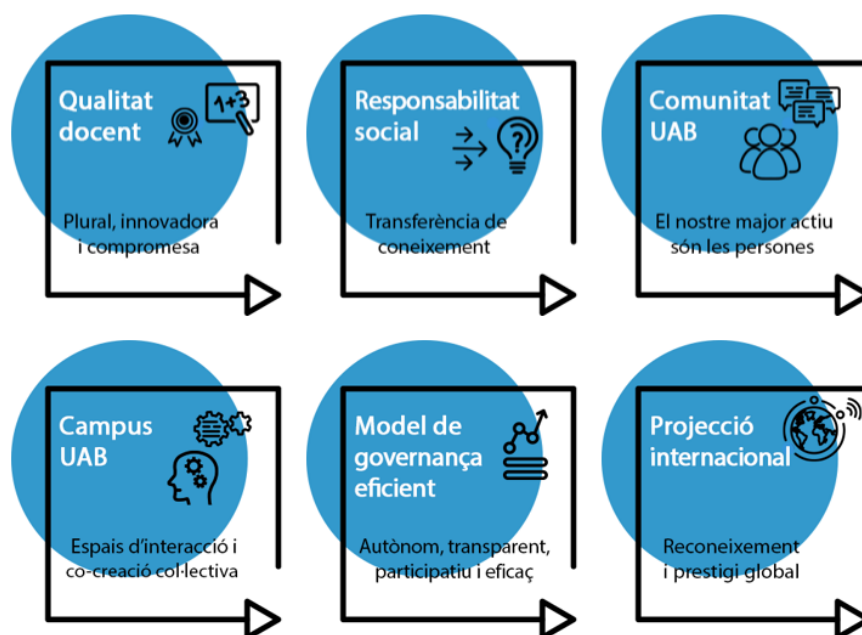 Qualitat
docent
1+3
Plural, innovadora
i compromesa
Responsabilitat
social
?
Transferència de
coneixement
Comunitat
UAB
El nostre major actiu
són les persones
Campus
UAB
Espais d'interacció i
co-creació col·lectiva
Model de
governança
eficient
Autònom, transparent,
participatiu i eficaç
Projecció
internacional
Reconeixement
i prestigi global